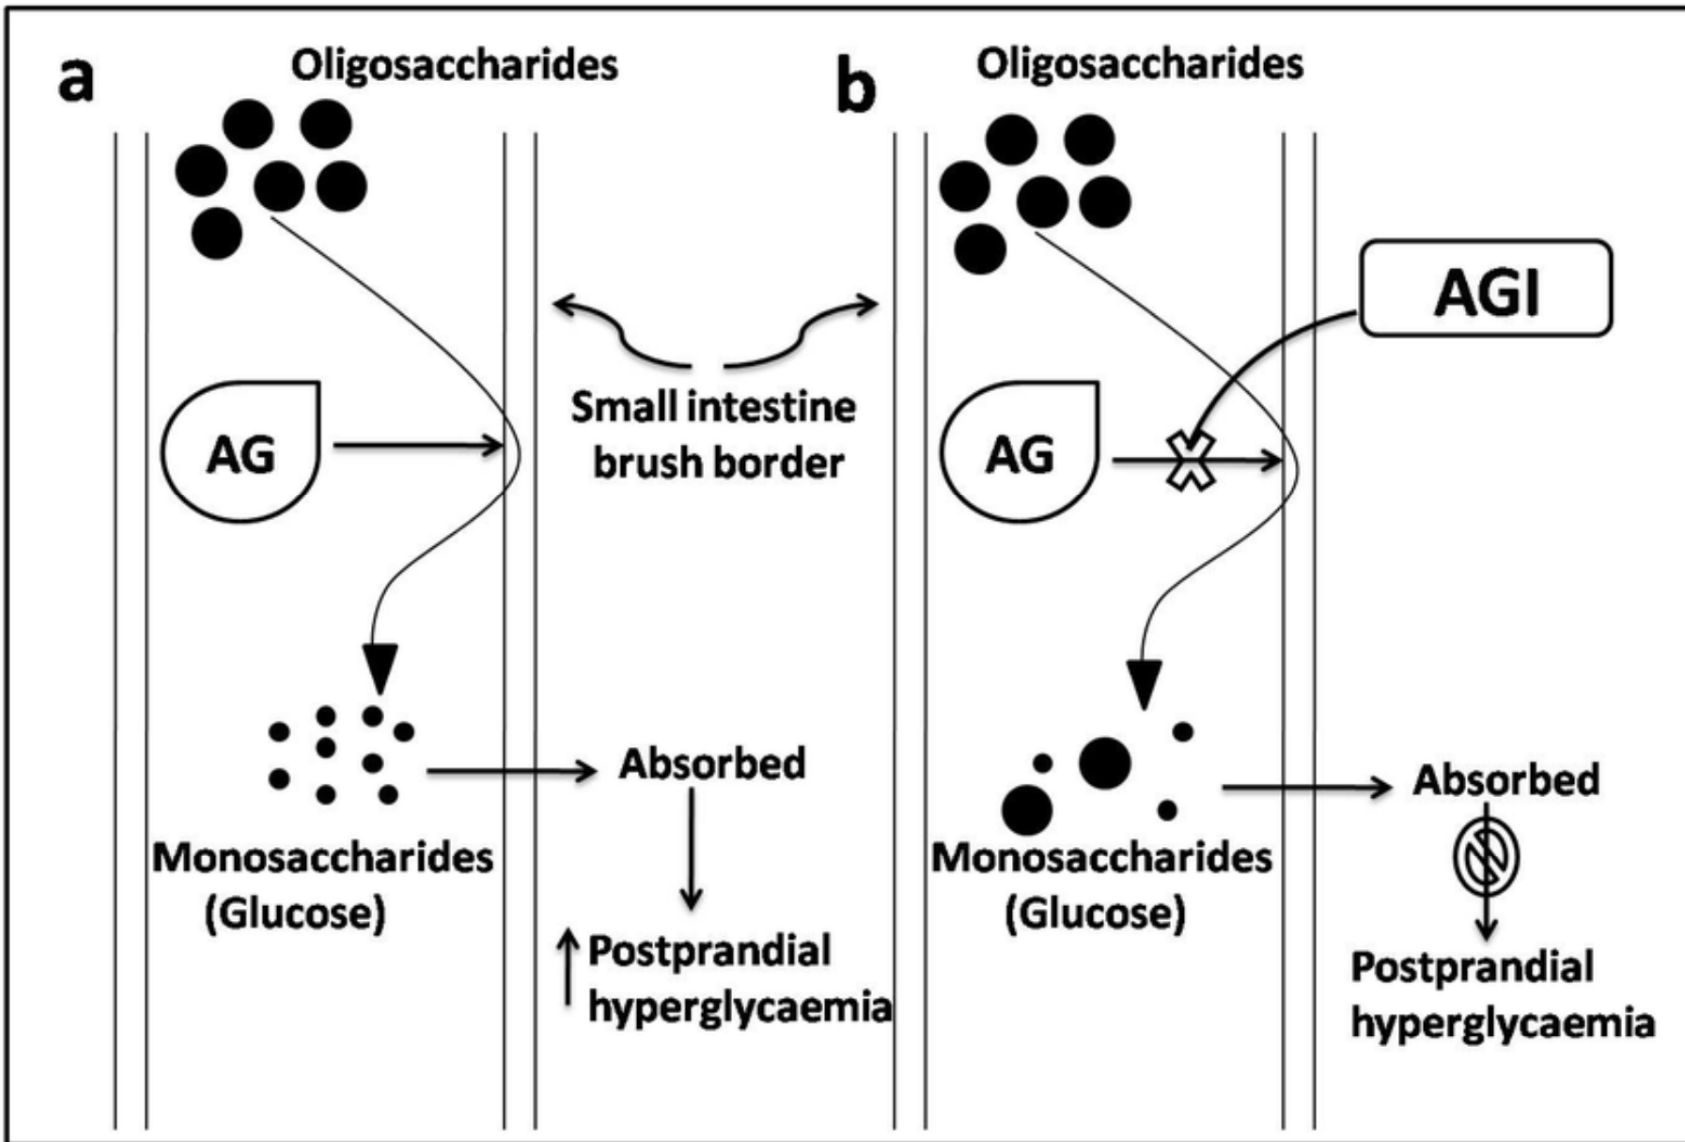 a
Oligosaccharides
AG
Small intestine
brush border
Monosaccharides
(Glucose)
Absorbed
Postprandial
hyperglycaemia
b
Oligosaccharides
AGI
AG
Monosaccharides
(Glucose)
Absorbed
Postprandial
hyperglycaemia